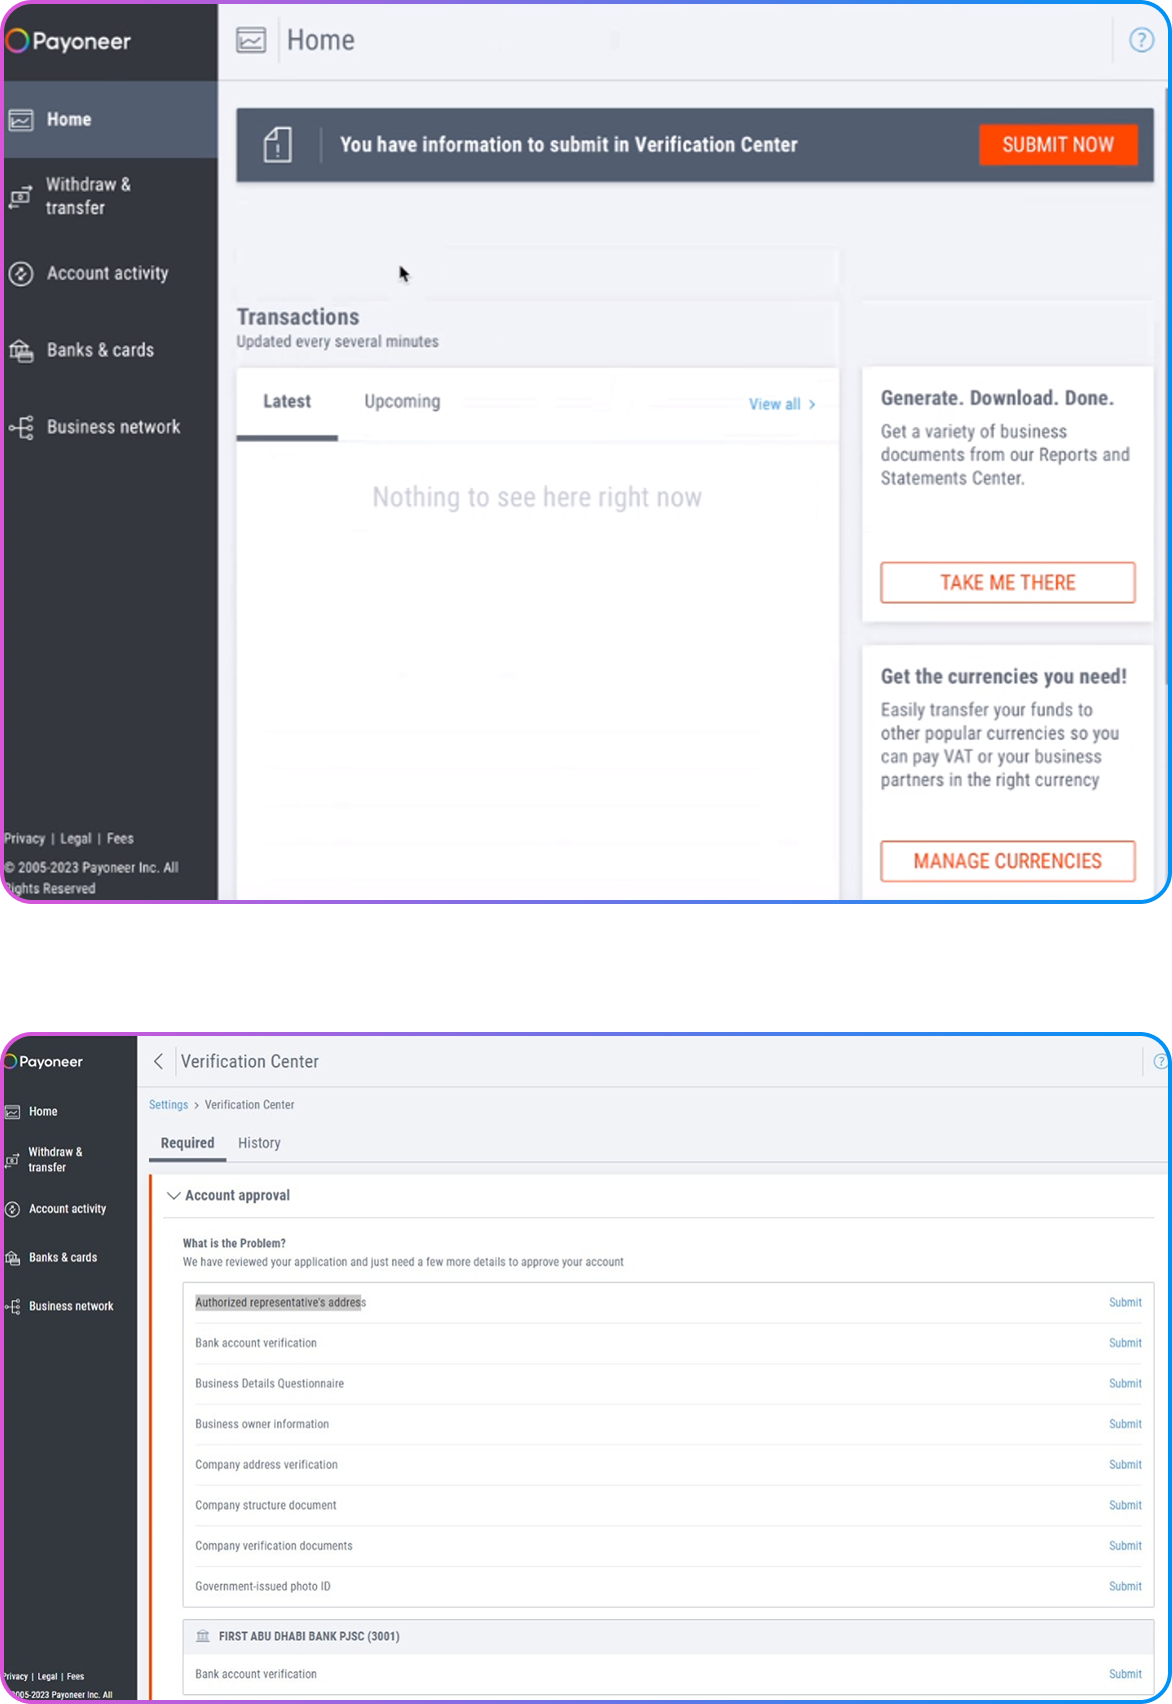 Payoneer
Home
Withdraw &
transfer
Account activity
Banks & cards
Business network
Privacy | Legal | Fees
© 2005-2023 Payoneer Inc. All
Rights Reserved
Home
?
You have information to submit in Verification Center
SUBMIT NOW
Transactions
Updated every several minutes
Latest
Upcoming
View all >
Nothing to see here right now
Generate. Download. Done.
Get a variety of business
documents from our Reports and
Statements Center.
TAKE ME THERE
Get the currencies you need!
Easily transfer your funds to
other popular currencies so you
can pay VAT or your business
partners in the right currency
MANAGE CURRENCIES
Payoneer
Home
Withdraw &
transfer
Account activity
Banks & cards
Business network
Privacy | Legal | Fees
2005-2023 Payoneer Inc. All
Verification Center
?
Settings > Verification Center
Required
History
Account approval
What is the Problem?
We have reviewed your application and just need a few more details to approve your account
Authorized representative's address Submit
Bank account verification Submit
Business Details Questionnaire Submit
Business owner information Submit
Company address verification Submit
Company structure document Submit
Company verification documents Submit
Government-issued photo ID Submit
FIRST ABU DHABI BANK PJSC (3001)
Bank account verification Submit